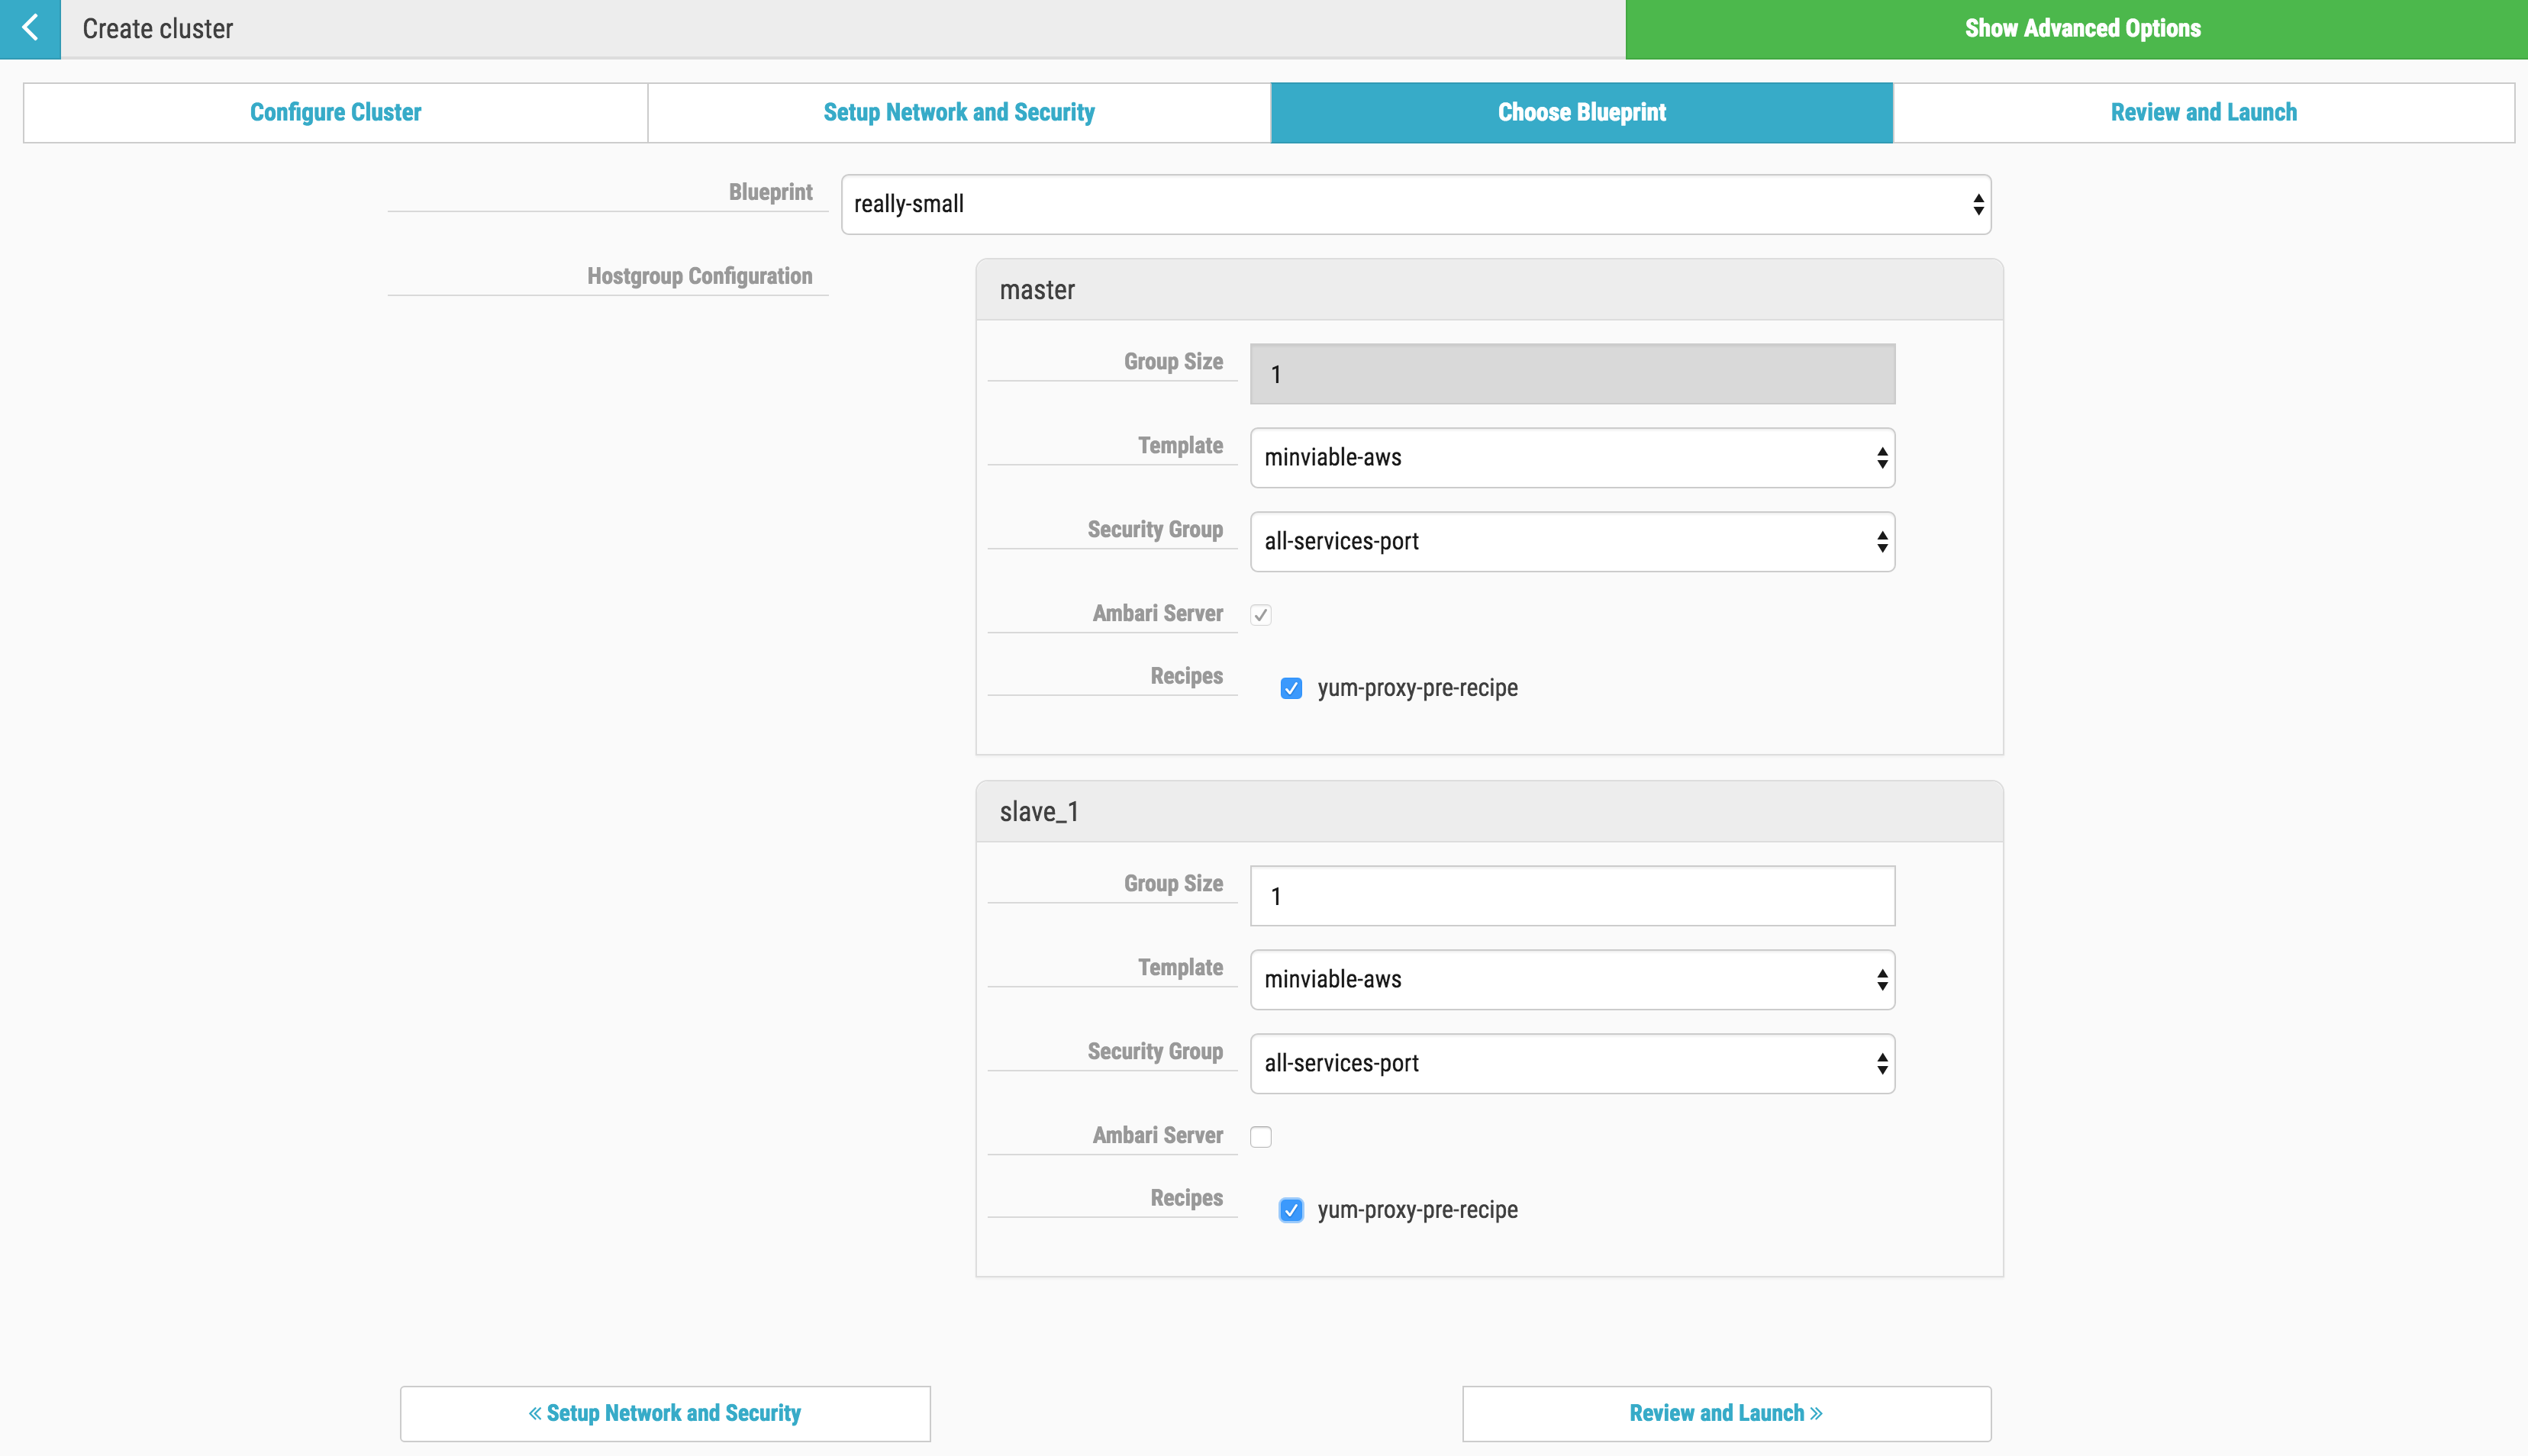 Create cluster
Show Advanced Options
Configure Cluster
Setup Network and Security
Choose Blueprint
Review and Launch
Blueprint
really-small
Hostgroup Configuration
master
Group Size
1
Template
minviable-aws
Security Group
all-services-port
Ambari Server
Recipes
yum-proxy-pre-recipe
slave_1
Group Size
1
Template
minviable-aws
Security Group
all-services-port
Ambari Server
Recipes
yum-proxy-pre-recipe
« Setup Network and Security
Review and Launch »